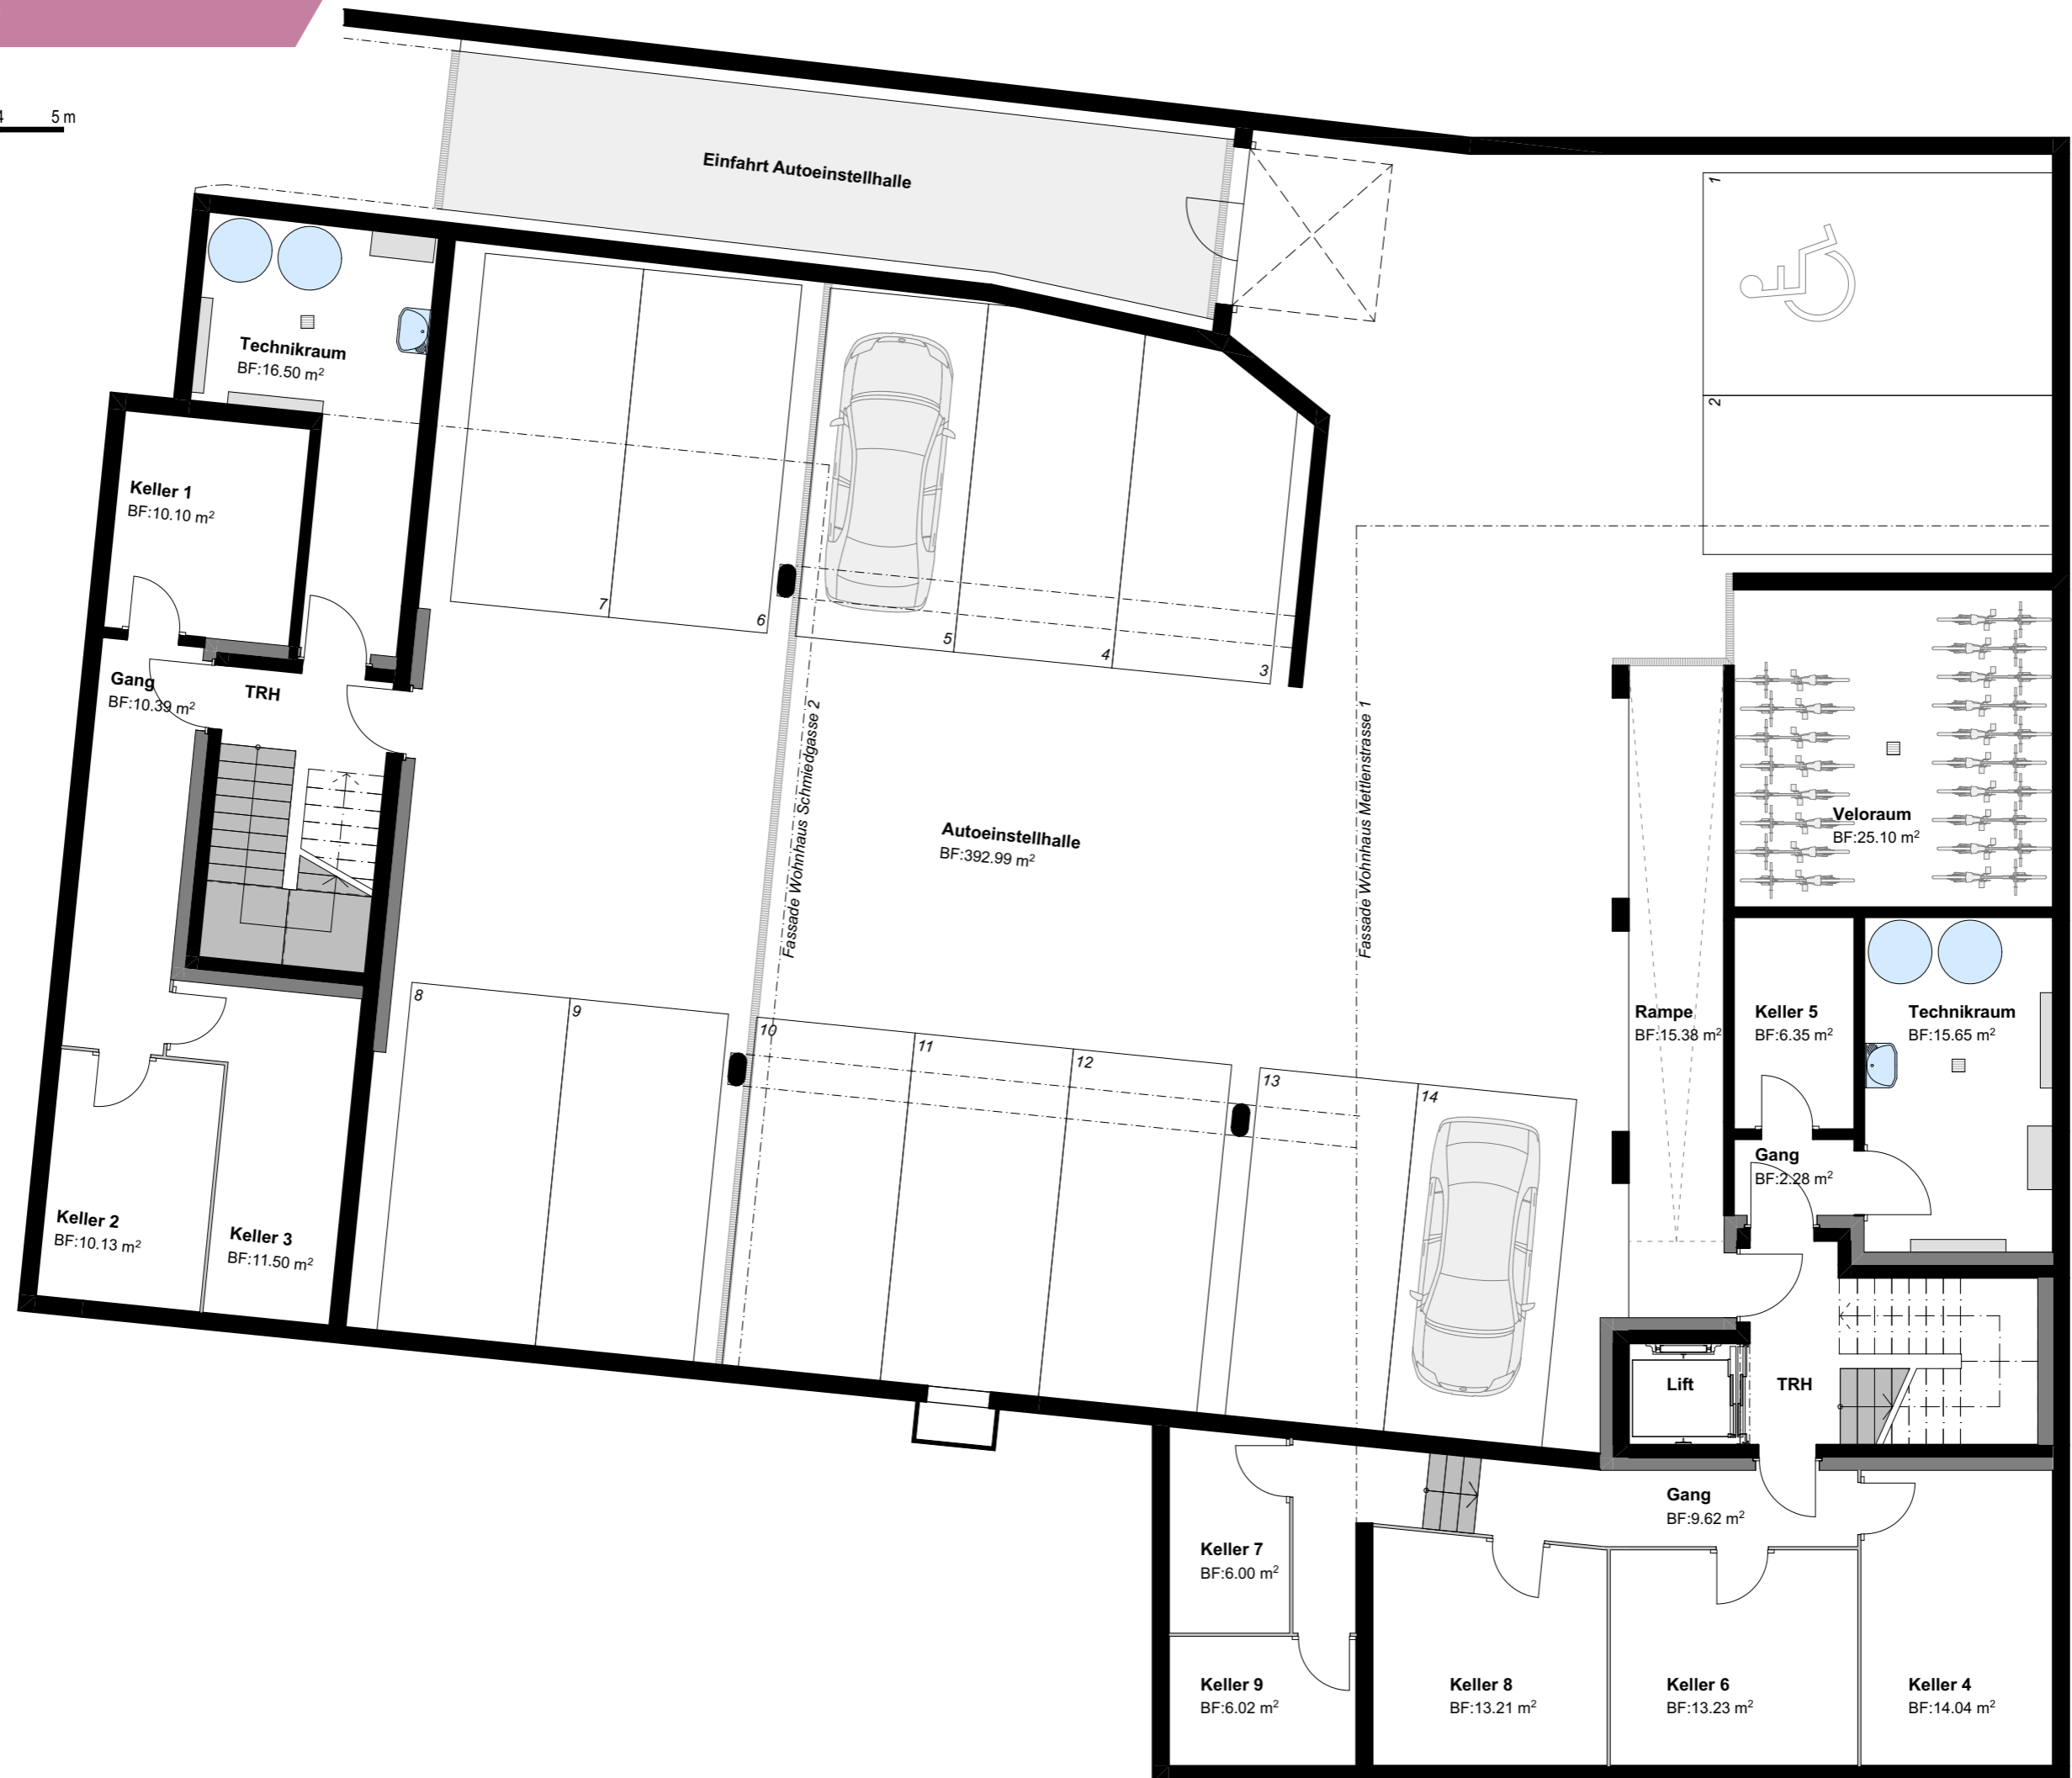 4 5 m
Einfahrt Autoeinstellhalle
1
Technikraum
BF:16.50 m²
2
Keller 1
BF:10.10 m²
7
6
5
4
3
Gang
BF:10.39 m²
TRH
Fassade Wohnhaus Schmiedgasse 2
Fassade Wohnhaus Mettlenstrasse 1
Autoeinstellhalle
BF:392.99 m²
Veloraum
BF:25.10 m²
8
9
10
11
12
13
14
Rampe
BF:15.38 m²
Keller 5
BF:6.35 m²
Technikraum
BF:15.65 m²
Gang
BF:2.28 m²
Keller 2
BF:10.13 m²
Keller 3
BF:11.50 m²
Lift
TRH
Gang
BF:9.62 m²
Keller 7
BF:6.00 m²
Keller 9
BF:6.02 m²
Keller 8
BF:13.21 m²
Keller 6
BF:13.23 m²
Keller 4
BF:14.04 m²